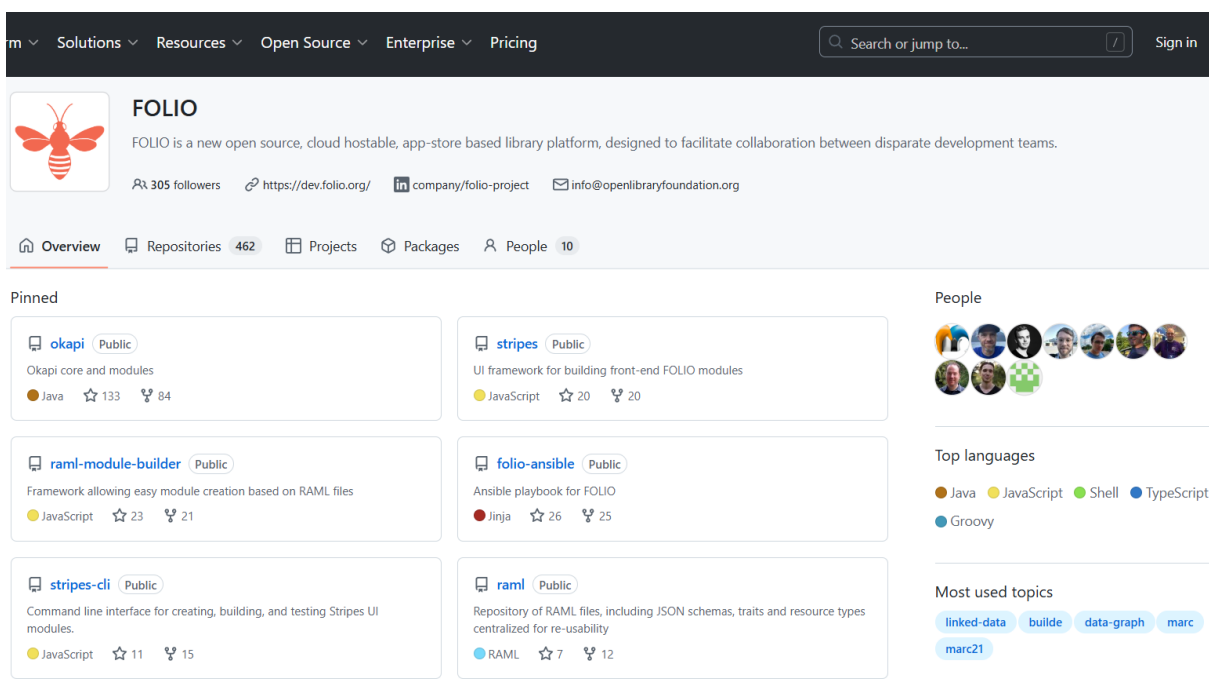 rm Solutions Resources Open Source Enterprise Pricing Search or jump to... / Sign in
FOLIO
FOLIO is a new open source, cloud hostable, app-store based library platform, designed to facilitate collaboration between disparate development teams.
305 followers https://dev.folio.org/ in company/folio-project info@openlibraryfoundation.org
Overview Repositories 462 Projects Packages People 10
Pinned
okapi Public
Okapi core and modules
Java 133 84
stripes Public
UI framework for building front-end FOLIO modules
JavaScript 20 20
raml-module-builder Public
Framework allowing easy module creation based on RAML files
JavaScript 23 21
folio-ansible Public
Ansible playbook for FOLIO
Jinja 26 25
stripes-cli Public
Command line interface for creating, building, and testing Stripes UI
modules.
JavaScript 11 15
raml Public
Repository of RAML files, including JSON schemas, traits and resource types
centralized for re-usability
RAML 7 12
People
Top languages
Java JavaScript Shell TypeScript
Groovy
Most used topics
linked-data builde data-graph marc
marc21